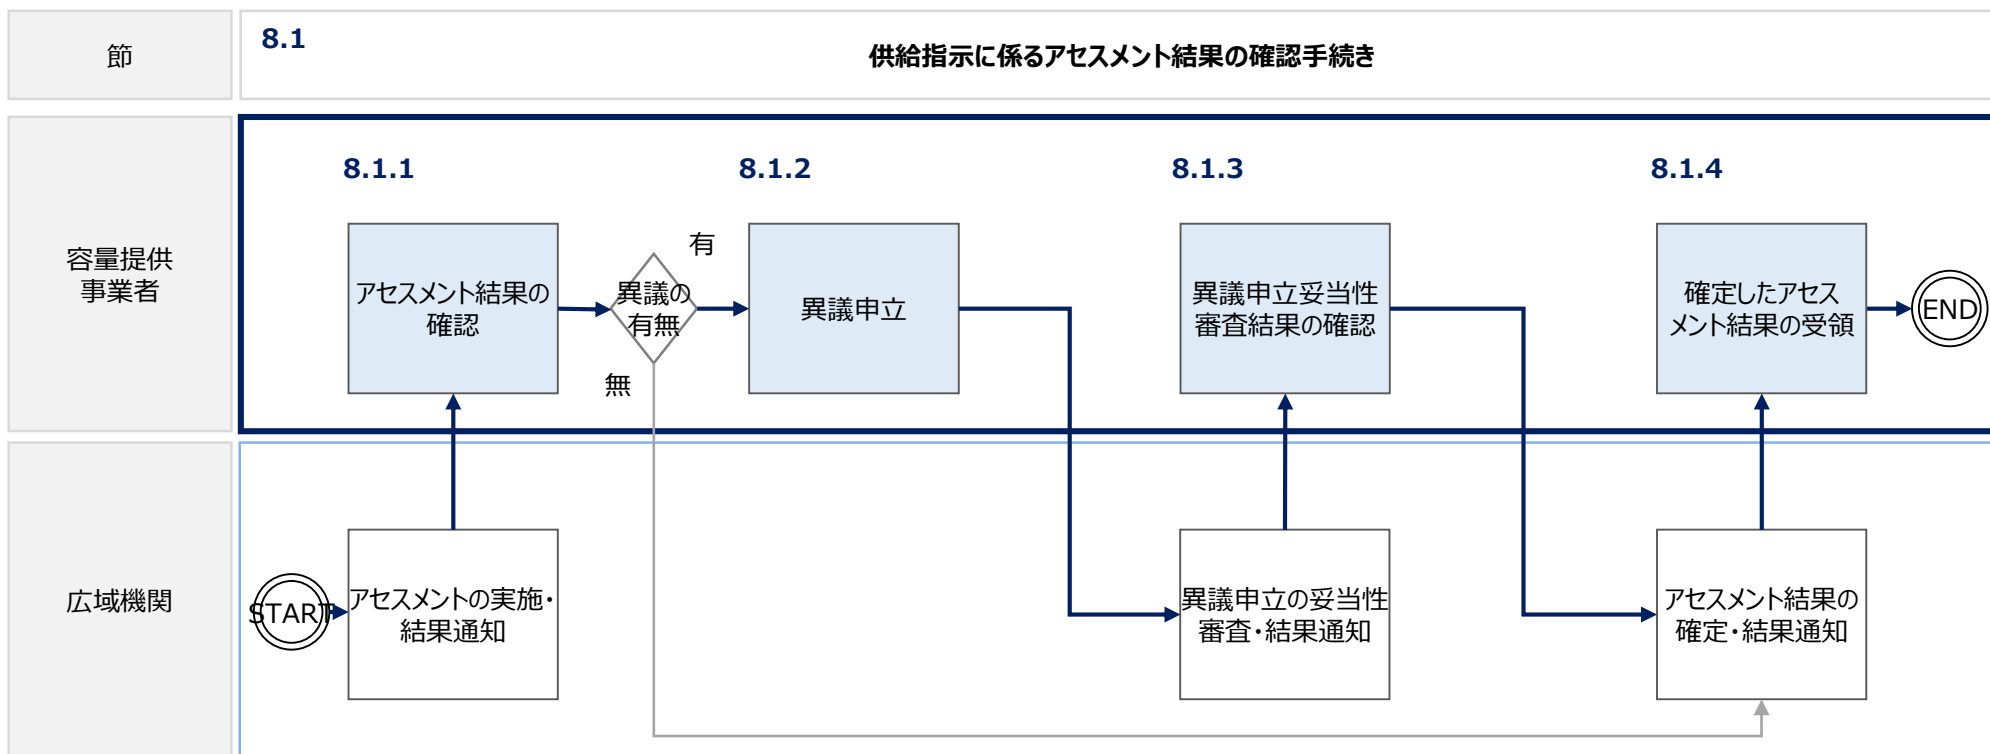 節
8.1
供給指示に係るアセスメント結果の確認手続き
容量提供
事業者
8.1.1
8.1.2
8.1.3
8.1.4
アセスメント結果の
確認
異議の
有無
有
無
異議申立
異議申立妥当性
審査結果の確認
確定したアセス
メント結果の受領
END
広域機関
START
アセスメントの実施・
結果通知
異議申立の妥当性
審査・結果通知
アセスメント結果の
確定・結果通知